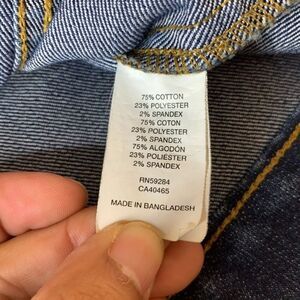 75% COTTON
23% POLYESTER
2% SPANDEX
75% COTON
23% POLYESTER
2% SPANDEX
75% ALGODÓN
23% POLIÉSTER
2% SPANDEX
RN59284
CA40465
MADE IN BANGLADESH